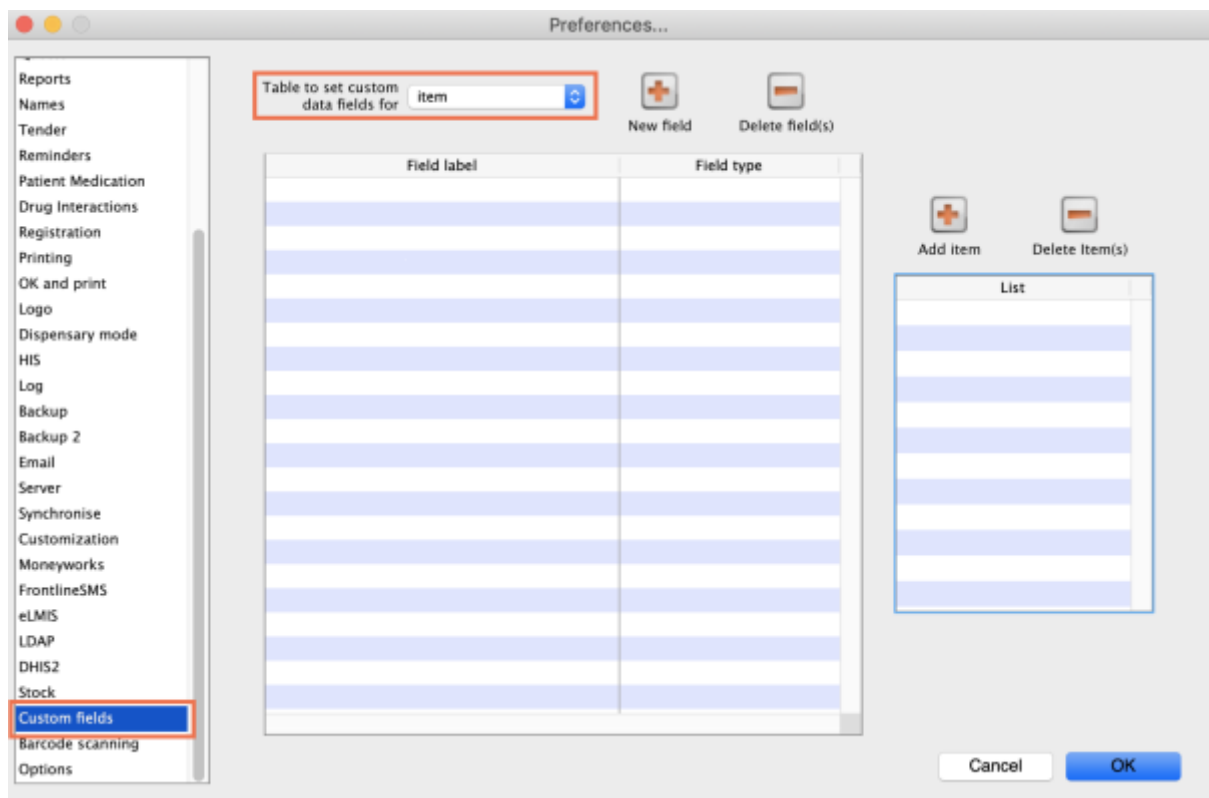 Preferences...
Reports
Names
Tender
Reminders
Patient Medication
Drug Interactions
Registration
Printing
OK and print
Logo
Dispensary mode
HIS
Log
Backup
Backup 2
Email
Server
Synchronise
Customization
Moneyworks
FrontlineSMS
eLMIS
LDAP
DHIS2
Stock
Custom fields
Barcode scanning
Options
Table to set custom
data fields for
item
New field
Delete field(s)
Field label
Field type
Add item
Delete Item(s)
List
Cancel
OK